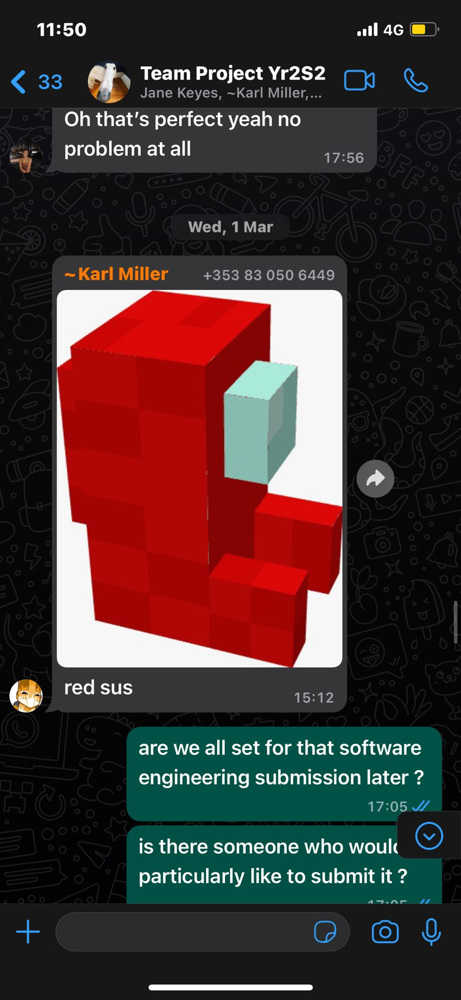 11:50
4G
33
Team Project Yr2S2
Jane Keyes, ~Karl Miller,...
Oh that's perfect yeah no
problem at all
17:56
Wed, 1 Mar
~Karl Miller +353 83 050 6449
red sus
15:12
are we all set for that software
engineering submission later ?
17:05
is there someone who would
particularly like to submit it ?
17:05